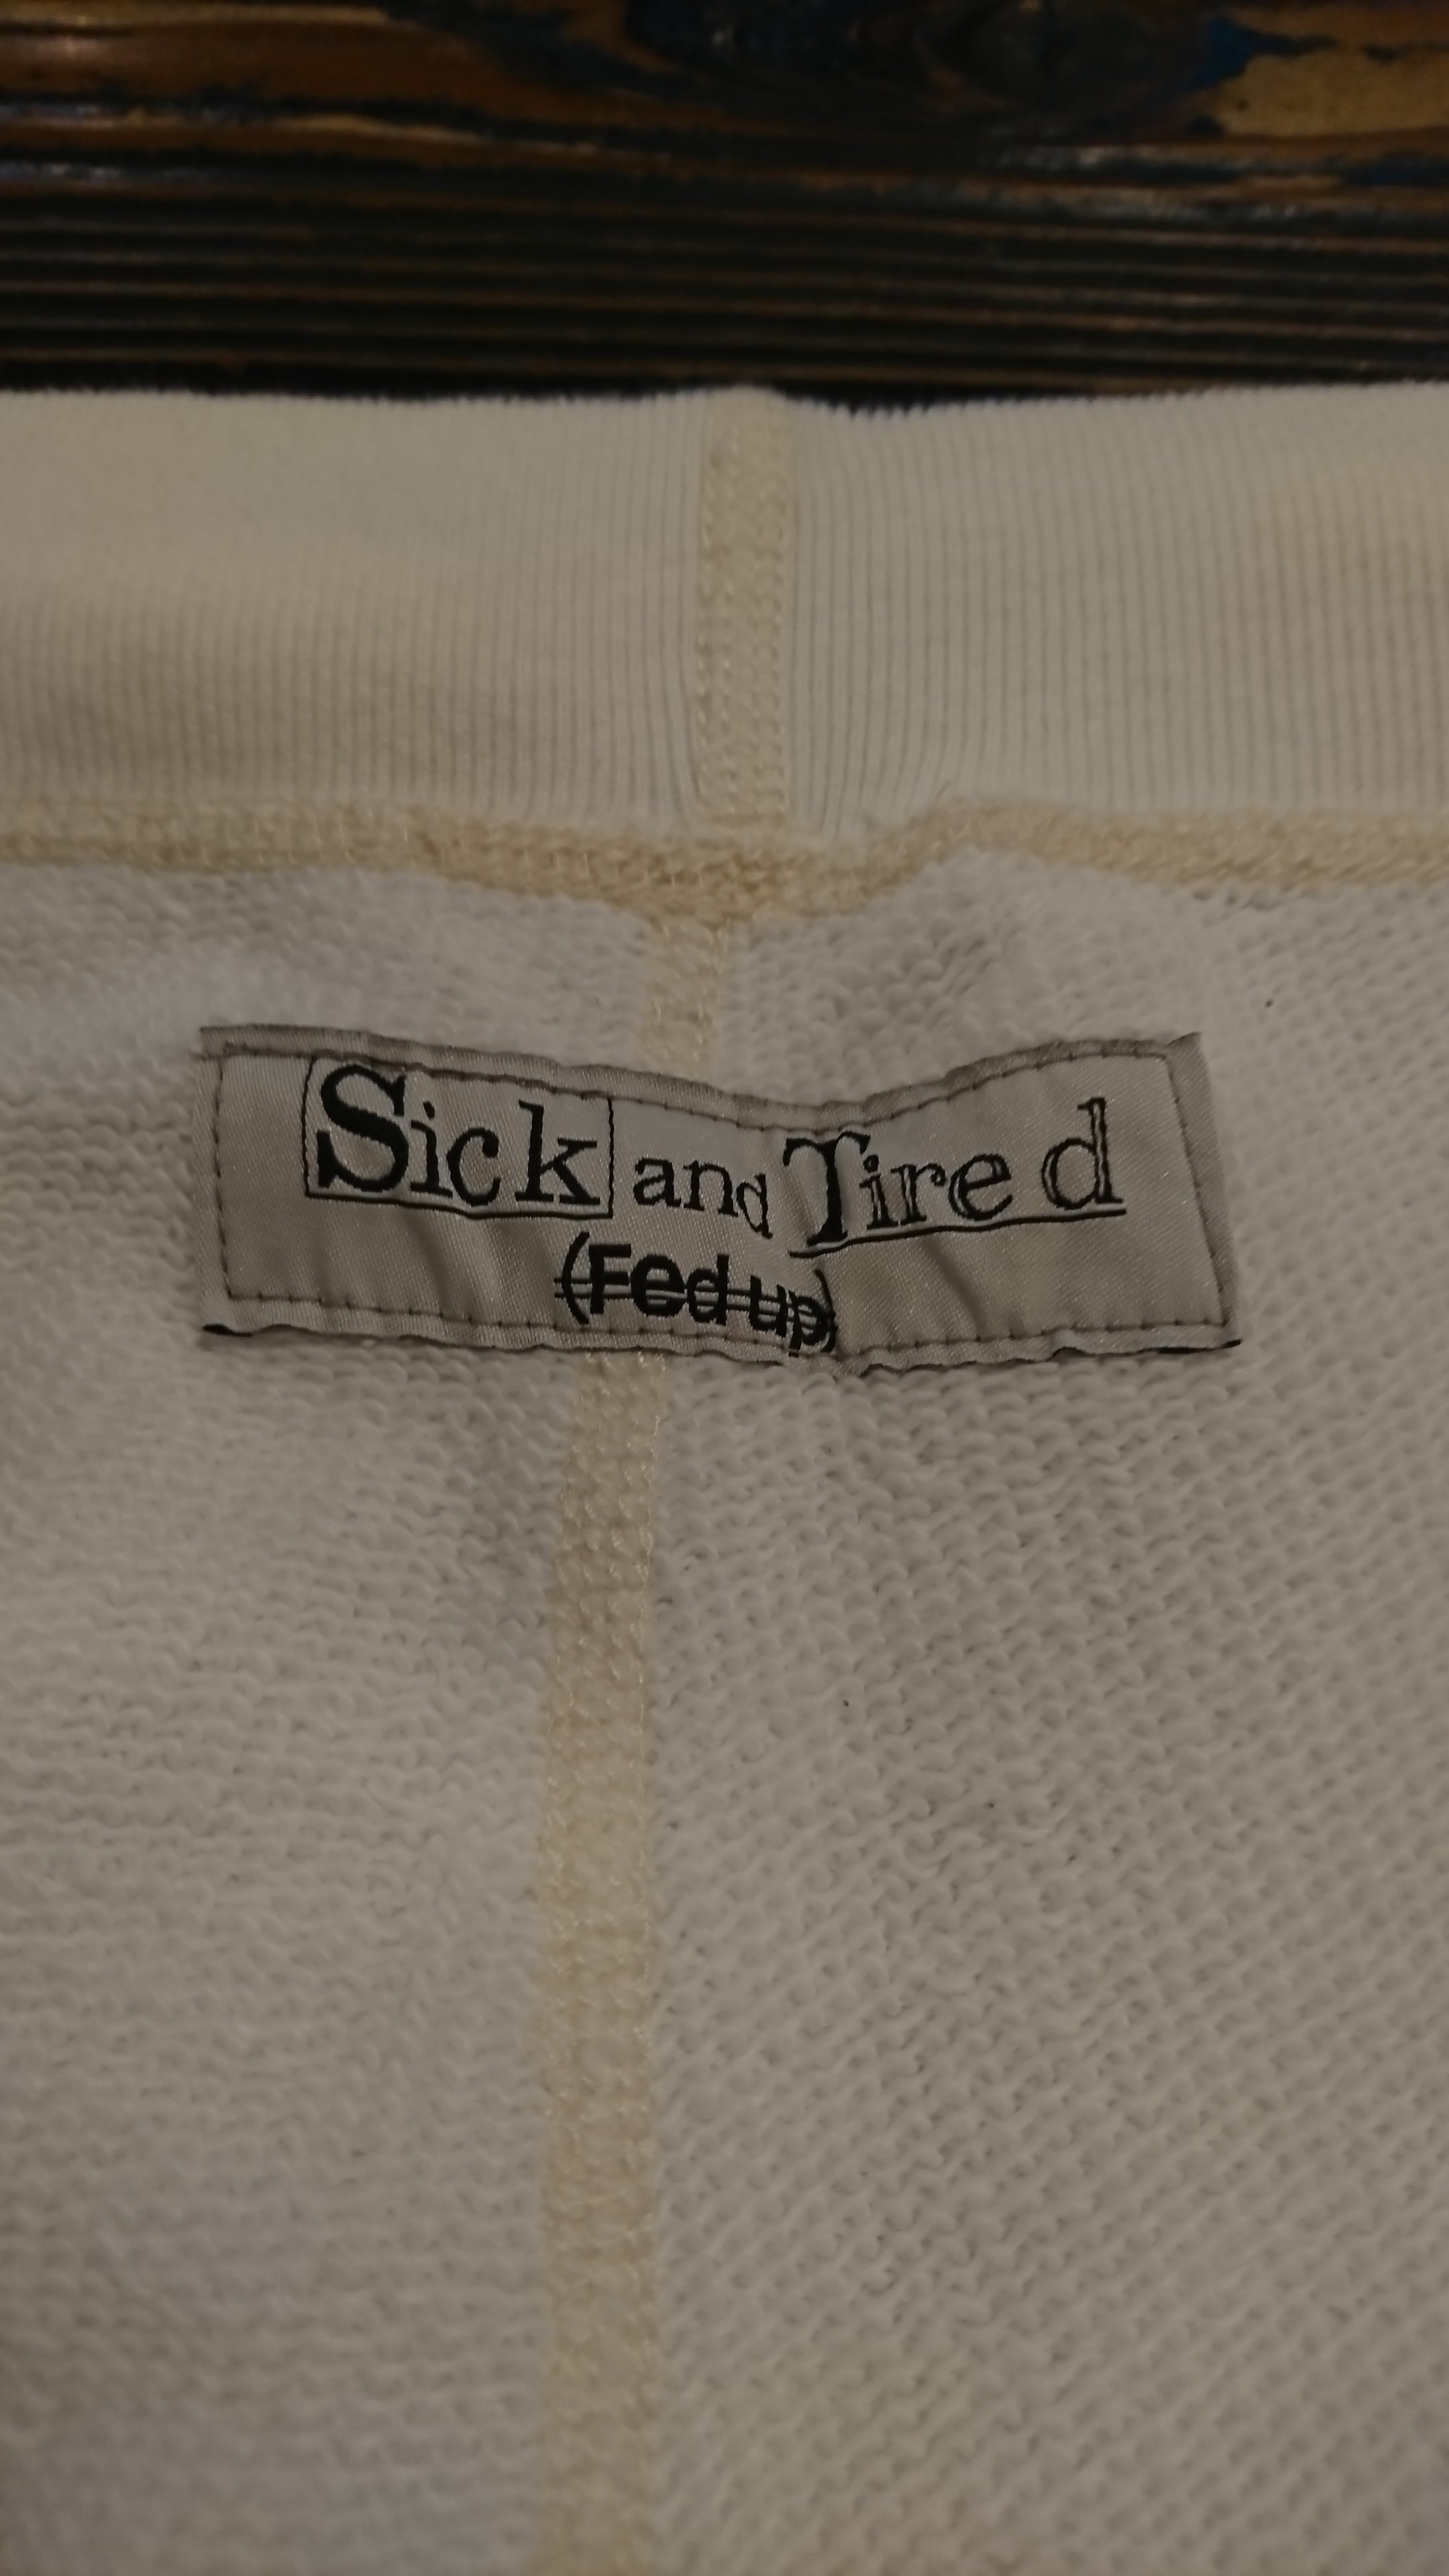 Sick and Tired
(Fed up)